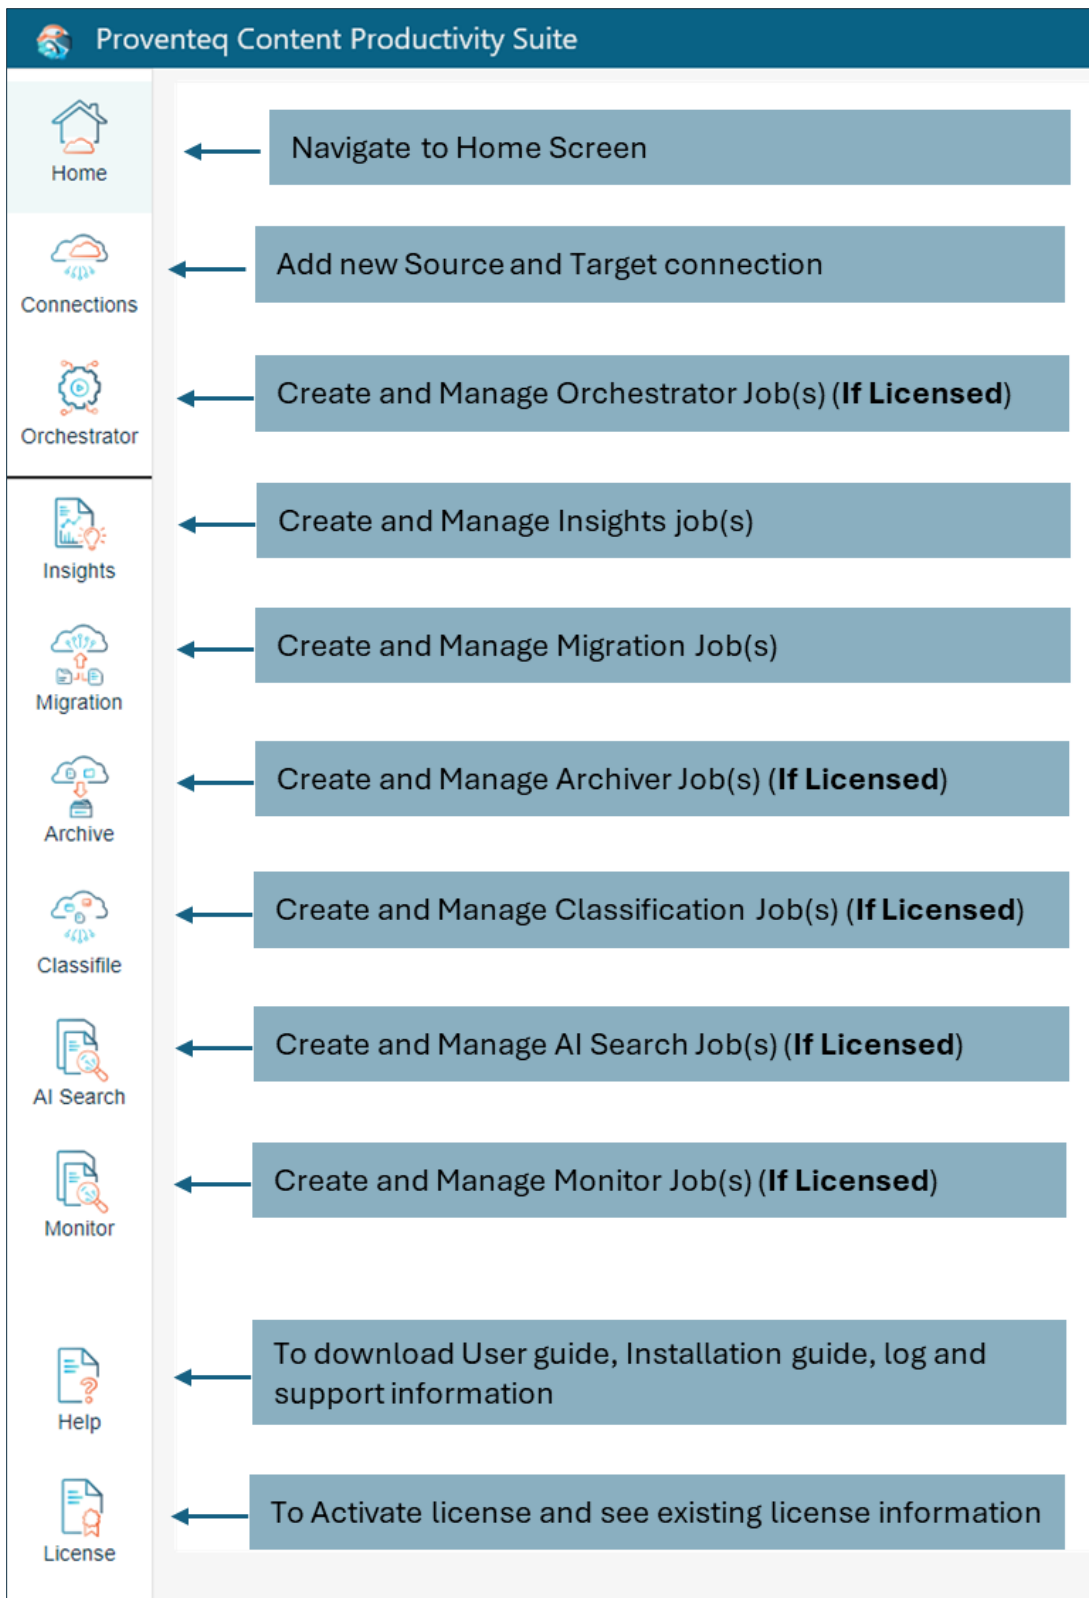 Proventeq Content Productivity Suite
Home
Navigate to Home Screen
Connections
Add new Source and Target connection
Orchestrator
Create and Manage Orchestrator Job(s) (If Licensed)
Insights
Create and Manage Insights job(s)
Migration
Create and Manage Migration Job(s)
Archive
Create and Manage Archiver Job(s) (If Licensed)
Classifile
Create and Manage Classification Job(s) (If Licensed)
AI Search
Create and Manage AI Search Job(s) (If Licensed)
Monitor
Create and Manage Monitor Job(s) (If Licensed)
Help
To download User guide, Installation guide, log and
support information
License
To Activate license and see existing license information